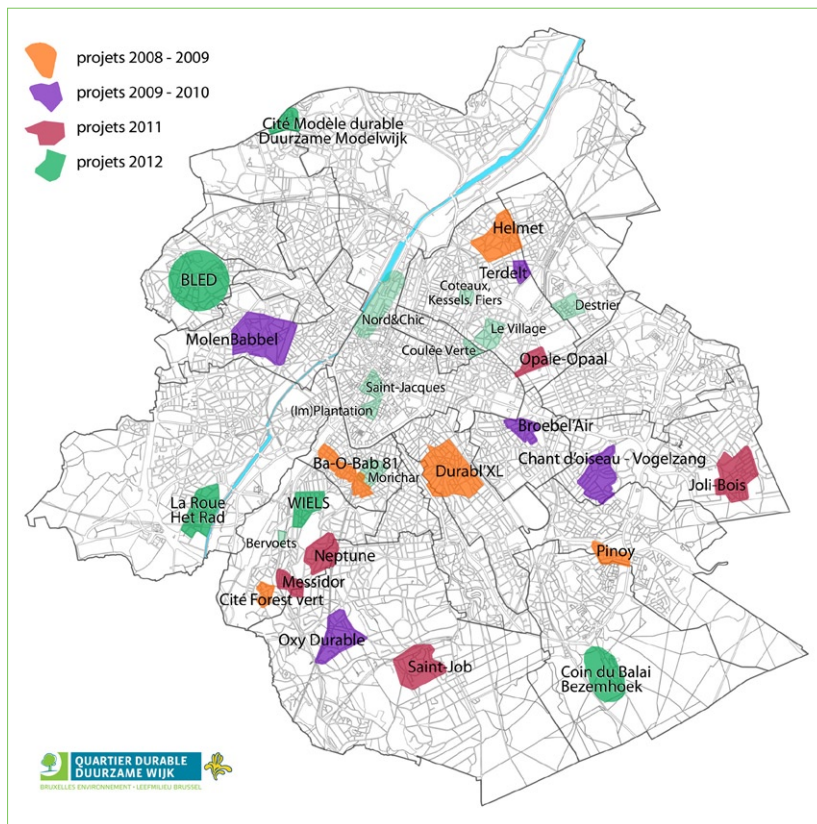 projets 2008 - 2009
projets 2009 - 2010
projets 2011
projets 2012
Cité Modèle durable
Duurzame Modelwijk
Helmet
Terdelt
BLED
Coteaux,
Kessels, Fiers
Destrier
Nord&Chic
Le Village
MolenBabbel
Coulée Verte
Opale-Opaal
Saint-Jacques
(Im)Plantation
Broebel'Air
Ba-O-Bab 81
Morichar
Durabl'XL
Chant d'oiseau - Vogelzang
Joli-Bois
La Roue
Het Rad
WIELS
Bervoets
Neptune
Pinoy
Messidor
Cité Forest vert
Oxy Durable
Saint-Job
Coin du Balai
Bezemhoek
QUARTIER DURABLE
DUURZAME WIJK
BRUXELLES ENVIRONNEMENT • LEEFMILIEU BRUSSEL